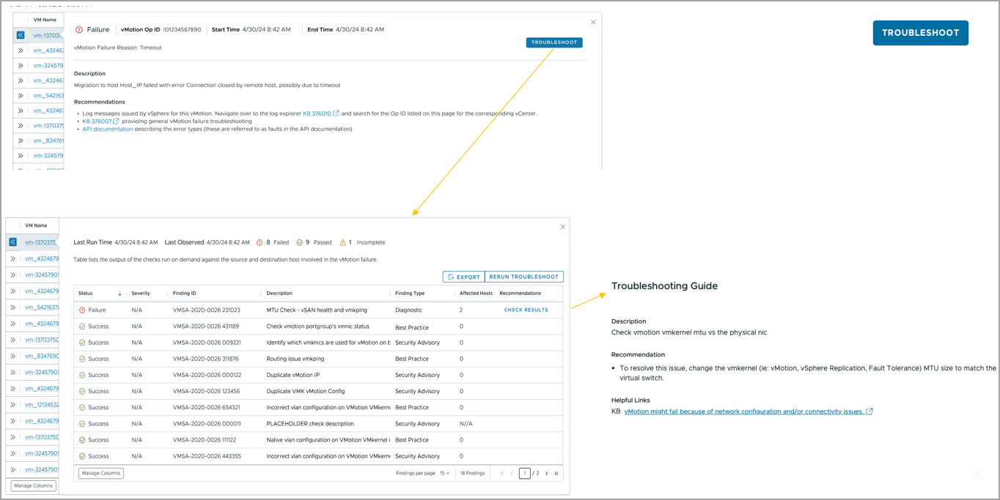 VM Name
vm-13703
vm_432467
vm-324579
vm_432467
vm_542163
vm_432467
vm-1370375
vm_834769
vm-324579
Failure
vMotion Op ID ID1234567890
Start Time 4/30/24 8:42 AM
End Time 4/30/24 8:42 AM
TROUBLESHOOT
vMotion Failure Reason: Timeout
Description
Migration to host Host_IP failed with error Connection closed by remote host, possibly due to timeout
Recommendations
• Log messages issued by vSphere for this vMotion. Navigate over to the log explorer KB 376010 and search for the Op ID listed on this page for the corresponding vCenter.
• KB 376007 providing general vMotion failure troubleshooting
• API documentation describing the error types (these are referred to as faults in the API documentation)
TROUBLESHOOT
VM Name
vm-1370375
vm_4324679
vm-32457901
vm_4324679
vm_5421637
vm_4324679
vm-13703750
vm_8347690
vm-32457901
vm_4324679
vm_12134532
vm_4324679
vm-13703750
vm-32457901
vm-32457901
Manage Columns
Last Run Time 4/30/24 8:42 AM Last Observed 4/30/24 8:42 AM 8 Failed 9 Passed 1 Incomplete
Table lists the output of the checks run on demand against the source and destination host involved in the vMotion failure.
EXPORT RERUN TROUBLESHOOT
Status Severity Finding ID Description Finding Type Affected Hosts Recommendations
Failure N/A VMSA-2020-0026 231023 MTU Check - vSAN health and vmkping Diagnostic 2 CHECK RESULTS
Success N/A VMSA-2020-0026 431189 Check vmotion portgroup's vmnic status Best Practice 0
Success N/A VMSA-2020-0026 009221 Identify which vmknics are used for vMotion on b Security Advisory 0
Success N/A VMSA-2020-0026 311876 Routing issue vmkping Best Practice 0
Success N/A VMSA-2020-0026 000122 Duplicate vMotion IP Security Advisory 0
Success N/A VMSA-2020-0026 123456 Duplicate VMK vMotion Config Security Advisory 0
Success N/A VMSA-2020-0026 654321 Incorrect vlan configuration on VMotion VMkern Best Practice 0
Success N/A VMSA-2020-0026 000011 PLACEHOLDER check description Security Advisory N//A
Success N/A VMSA-2020-0026 111122 Native vlan configuration on VMotion VMkernel i Best Practice 0
Success N/A VMSA-2020-0026 443355 Incorrect vlan configuration on VMotion VMkern Security Advisory 0
Manage Columns Findings per page 15 18 Findings 1 / 2
Troubleshooting Guide
Description
Check vmotion vmkernel mtu vs the physical nic
Recommendation
• To resolve this issue, change the vmkernel (ie: vMotion, vSphere Replication, Fault Tolerance) MTU size to match the
virtual switch.
Helpful Links
KB vMotion might fail because of network configuration and/or connectivity issues.
18